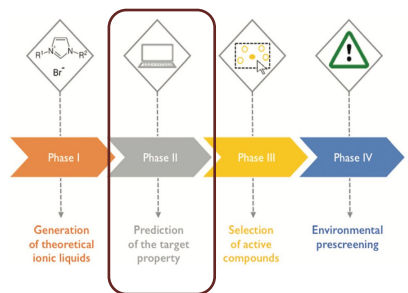 R¹ N + N R²
Br⁻
!
Phase I
Phase II
Phase III
Phase IV
Generation
of theoretical
ionic liquids
Prediction
of the target
property
Selection
of active
compounds
Environmental
prescreening